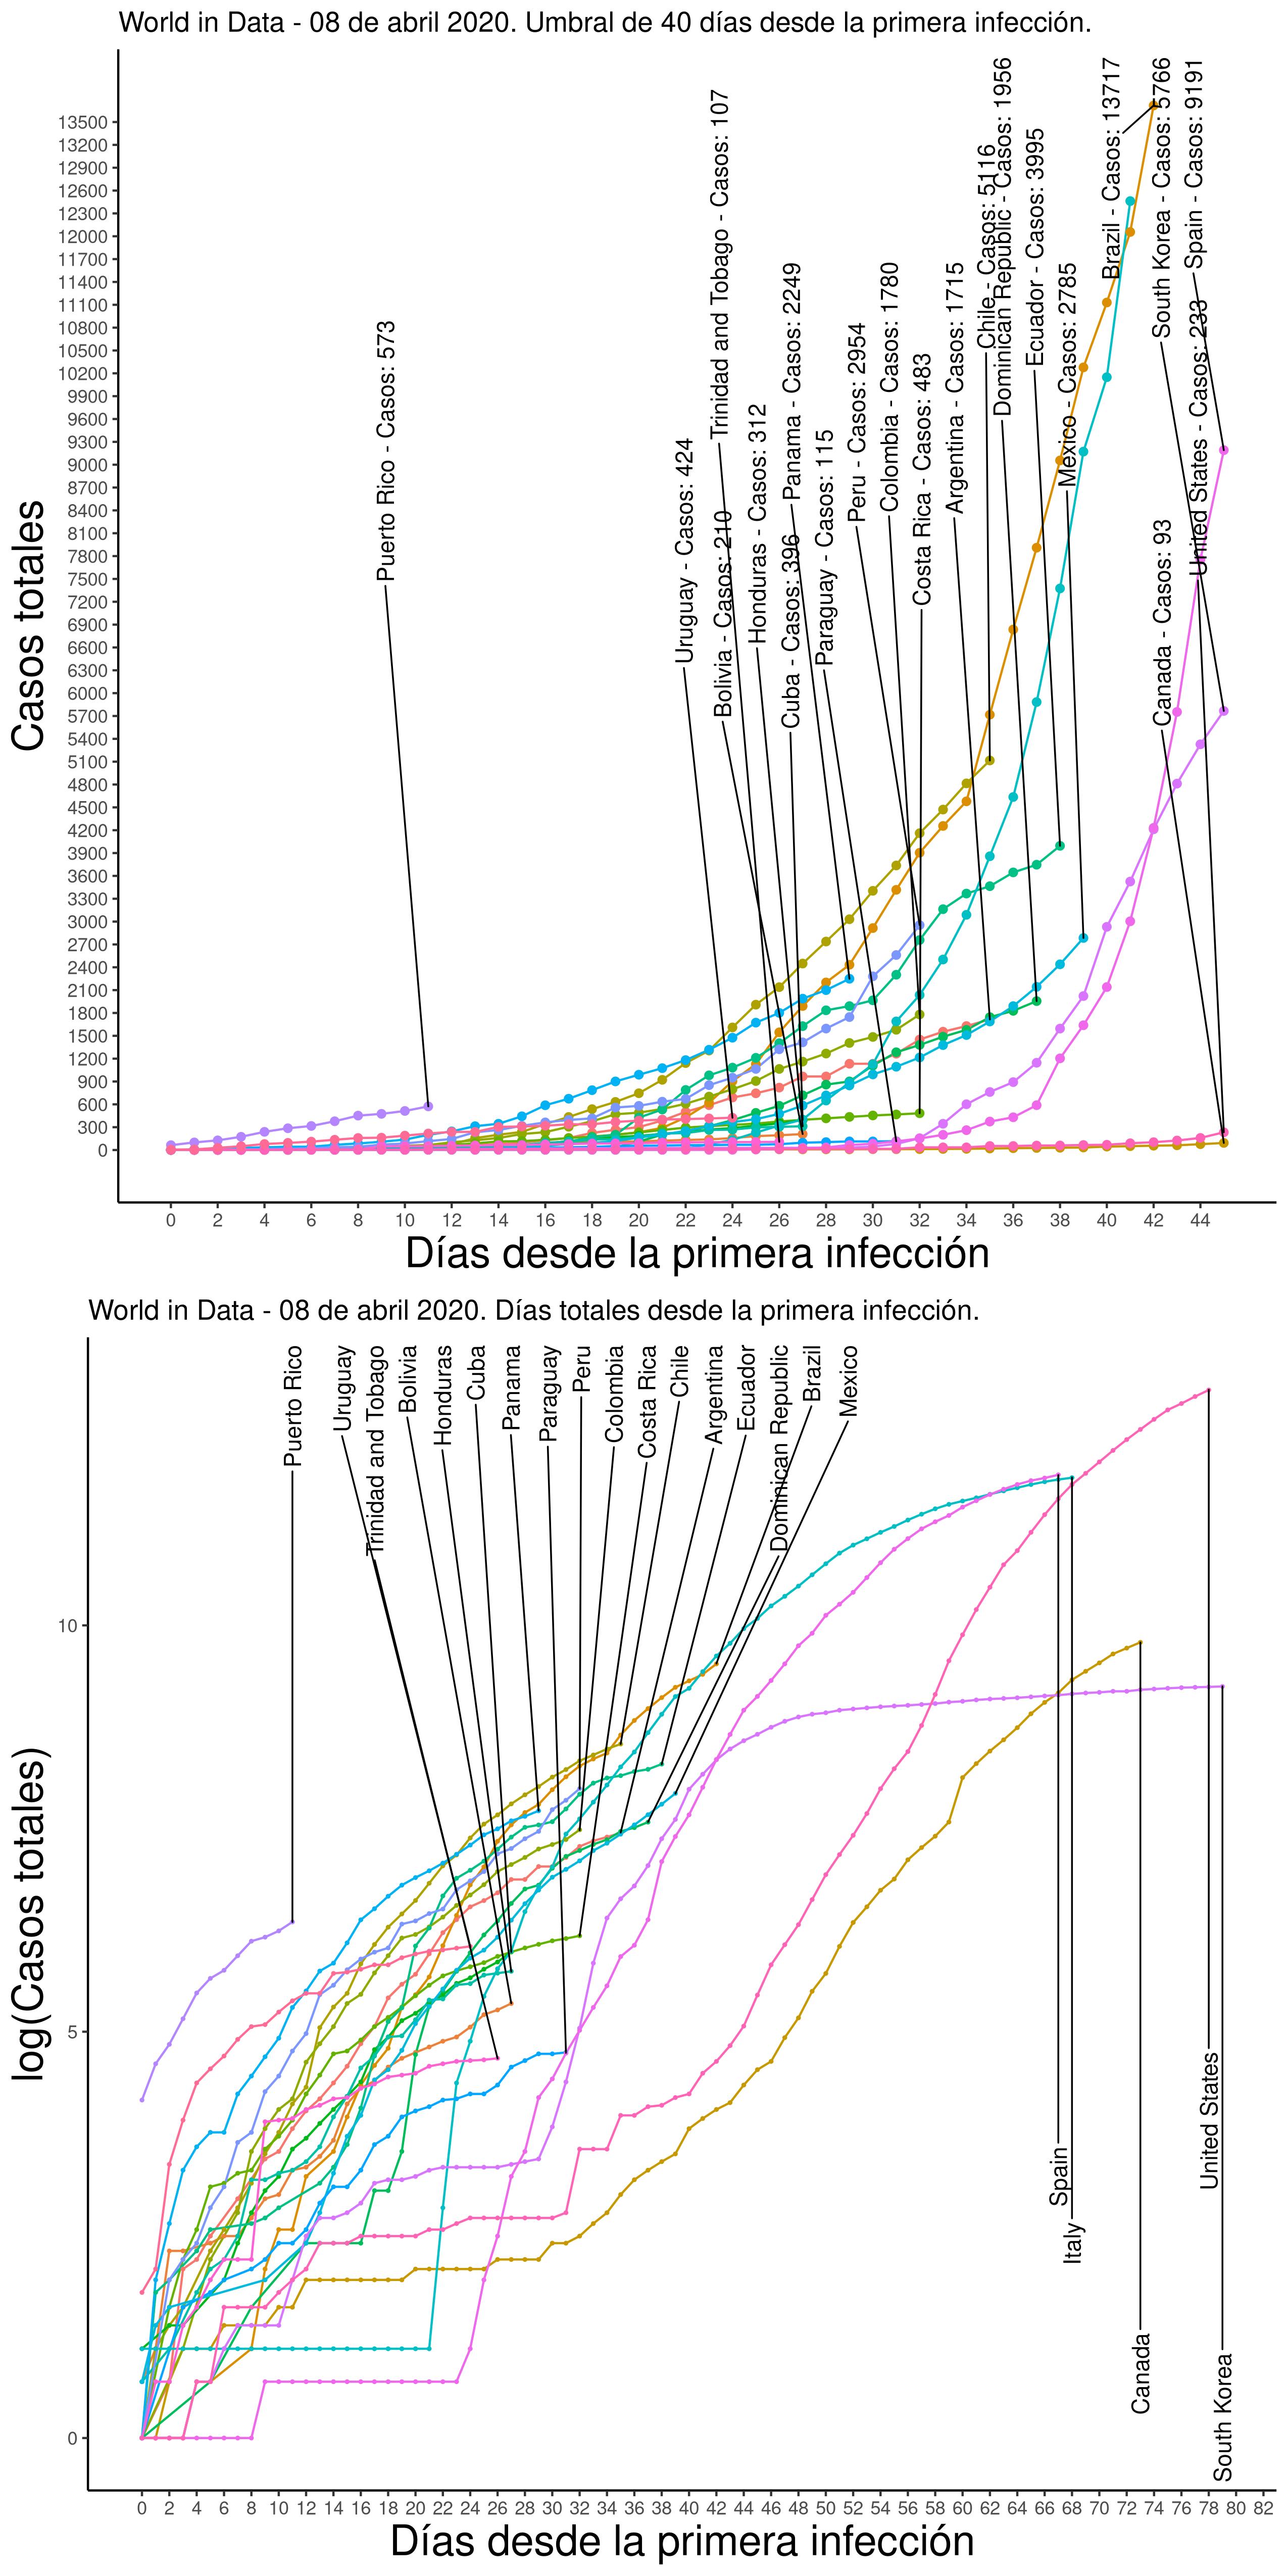 World in Data - 08 de abril 2020. Umbral de 40 días desde la primera infección.
Casos totales
13500
13200
12900
12600
12300
12000
11700
11400
11100
10800
10500
10200
9900
9600
9300
9000
8700
8400
8100
7800
7500
7200
6900
6600
6300
6000
5700
5400
5100
4800
4500
4200
3900
3600
3300
3000
2700
2400
2100
1800
1500
1200
900
600
300
0
Puerto Rico - Casos: 573
Uruguay - Casos: 424
Trinidad and Tobago - Casos: 107
Bolivia - Casos: 210
Honduras - Casos: 312
Cuba - Casos: 396
Panama - Casos: 2249
Paraguay - Casos: 115
Peru - Casos: 2954
Colombia - Casos: 1780
Costa Rica - Casos: 483
Argentina - Casos: 1715
Chile - Casos: 5116
Dominican Republic - Casos: 1956
Ecuador - Casos: 3995
Mexico - Casos: 2785
Brazil - Casos: 13717
South Korea - Casos: 5766
Canada - Casos: 93
Spain - Casos: 9191
United States - Casos: 233
0 2 4 6 8 10 12 14 16 18 20 22 24 26 28 30 32 34 36 38 40 42 44
Días desde la primera infección
World in Data - 08 de abril 2020. Días totales desde la primera infección.
log(Casos totales)
10
5
0
Puerto Rico
Uruguay
Trinidad and Tobago
Bolivia
Honduras
Cuba
Panama
Paraguay
Peru
Colombia
Costa Rica
Chile
Argentina
Ecuador
Dominican Republic
Brazil
Mexico
Spain
Italy
Canada
United States
South Korea
0 2 4 6 8 10 12 14 16 18 20 22 24 26 28 30 32 34 36 38 40 42 44 46 48 50 52 54 56 58 60 62 64 66 68 70 72 74 76 78 80 82
Días desde la primera infección